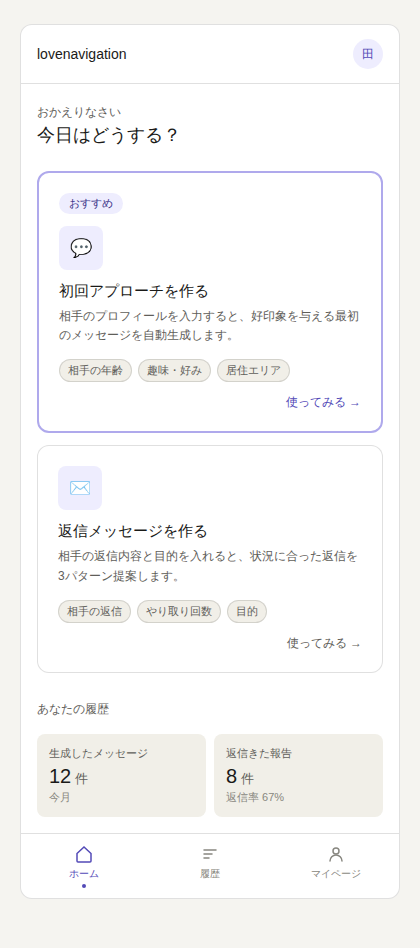 lovenavigation
田
おかえりなさい
今日はどうする？
おすすめ
初回アプローチを作る
相手のプロフィールを入力すると、好印象を与える最初
のメッセージを自動生成します。
相手の年齢 趣味・好み 居住エリア
使ってみる →
返信メッセージを作る
相手の返信内容と目的を入れると、状況に合った返信を
3パターン提案します。
相手の返信 やり取り回数 目的
使ってみる →
あなたの履歴
生成したメッセージ 返信きた報告
12 件 8 件
今月 返信率 67%
ホーム 履歴 マイページ